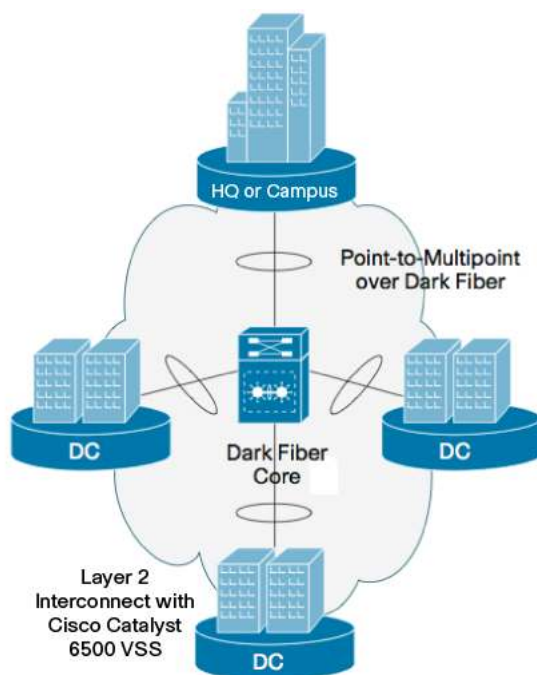 HQ or Campus
Point-to-Multipoint
over Dark Fiber
DC
DC
Dark Fiber
Core
Layer 2
Interconnect with
Cisco Catalyst
6500 VSS
DC